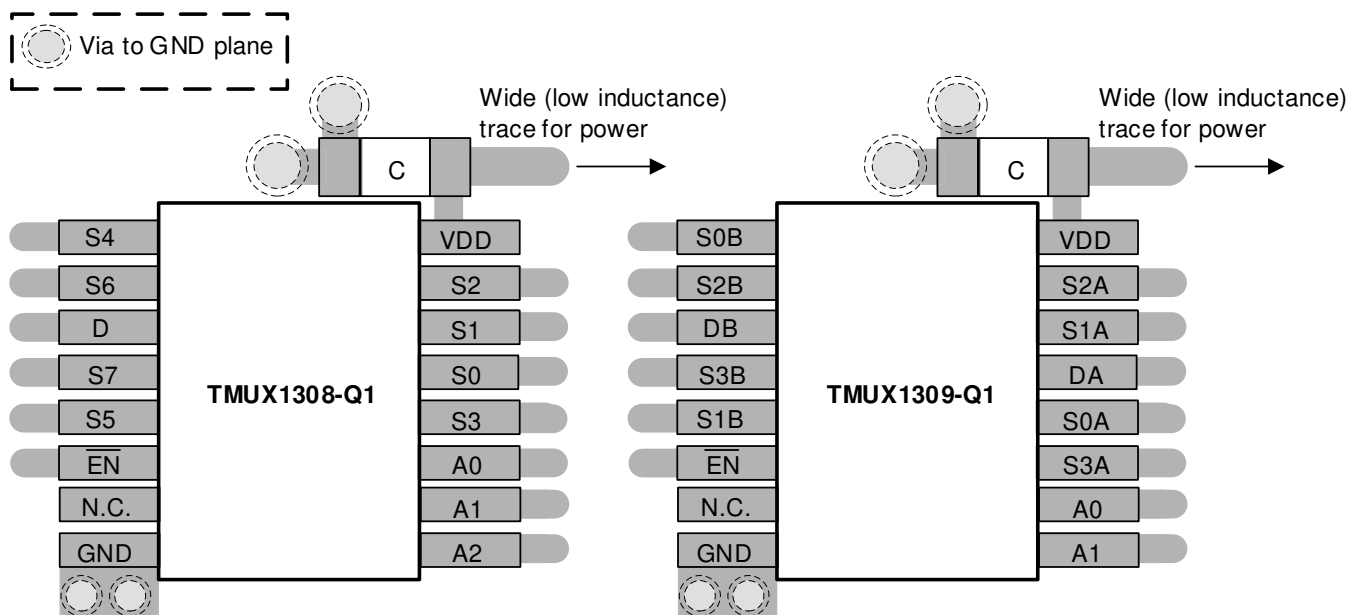 Via to GND plane
Wide (low inductance)
trace for power
C
S4
S6
D
S7
S5
EN
N.C.
GND
TMUX1308-Q1
VDD
S2
S1
S0
S3
A0
A1
A2
Wide (low inductance)
trace for power
C
S0B
S2B
DB
S3B
S1B
EN
N.C.
GND
TMUX1309-Q1
VDD
S2A
S1A
DA
S0A
S3A
A0
A1